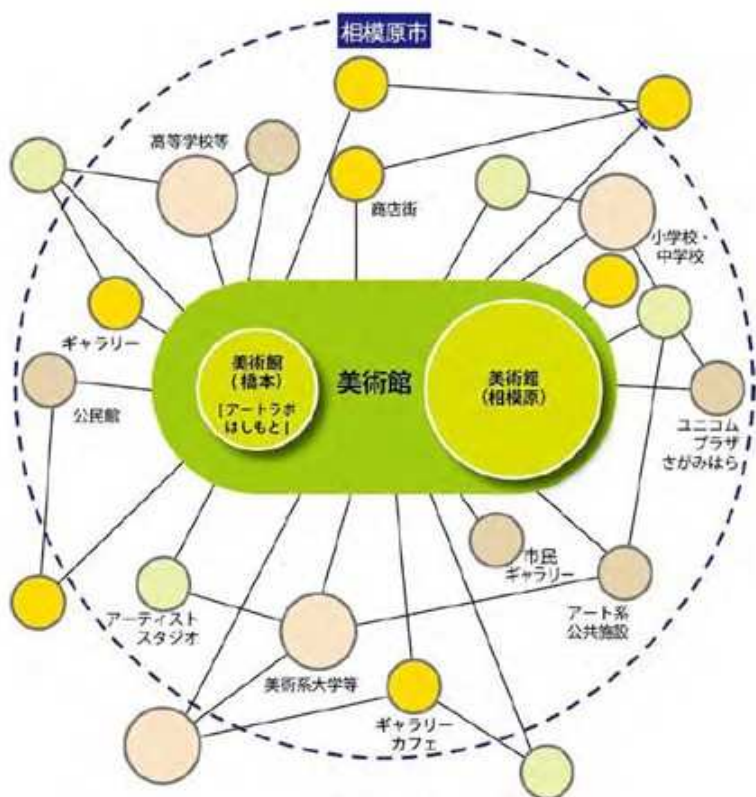 相模原市
高等学校等
商店街
小学校・
中学校
ギャラリー
美術館
(橋本)
[アートラボ
はしもと]
美術館
美術館
(相模原)
公民館
ユニコム
プラザ
さがみはら
市民
ギャラリー
アーティスト
スタジオ
アート系
公共施設
美術系大学等
ギャラリー
カフェ